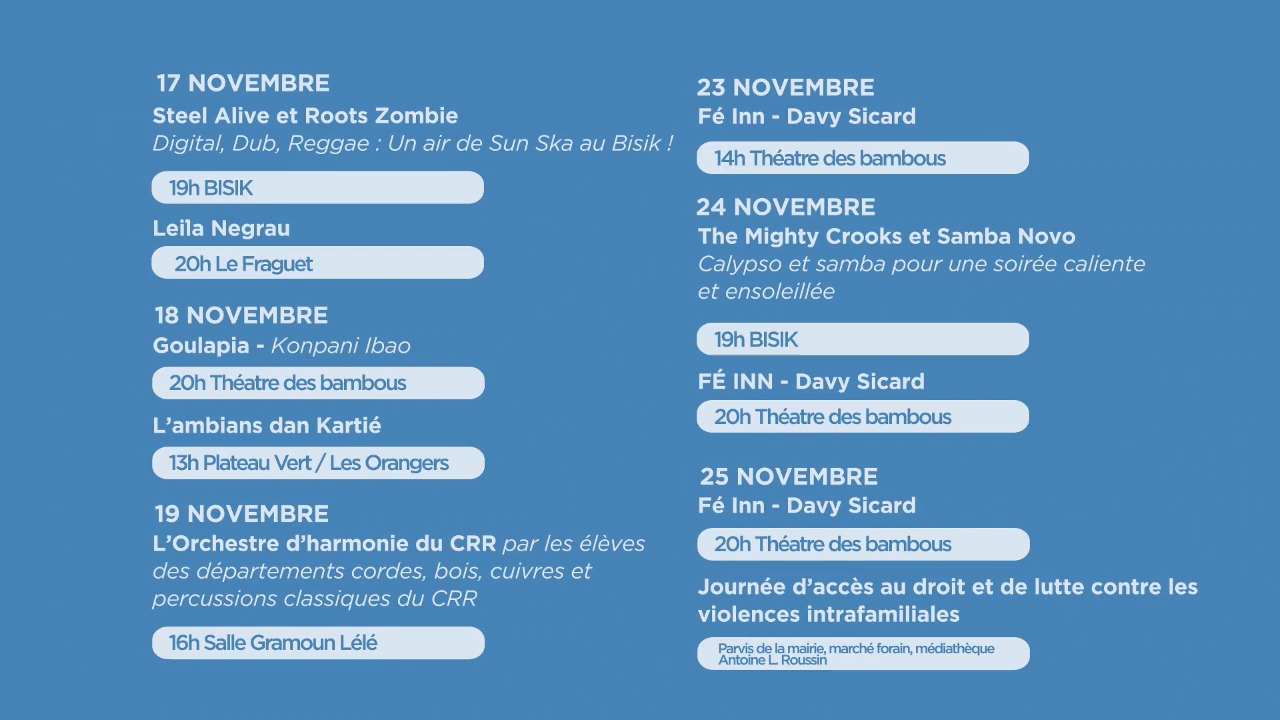 17 NOVEMBRE
Steel Alive et Roots Zombie
Digital, Dub, Reggae : Un air de Sun Ska au Bisik !
19h BISIK
Leïla Negrau
20h Le Fraguet
18 NOVEMBRE
Goulapia - Konpani Ibao
20h Théatre des bambous
L'ambians dan Kartié
13h Plateau Vert / Les Orangers
19 NOVEMBRE
L'Orchestre d'harmonie du CRR par les élèves
des départements cordes, bois, cuivres et
percussions classiques du CRR
16h Salle Gramoun Lélé
23 NOVEMBRE
Fé Inn - Davy Sicard
14h Théatre des bambous
24 NOVEMBRE
The Mighty Crooks et Samba Novo
Calypso et samba pour une soirée caliente
et ensoleillée
19h BISIK
FÉ INN - Davy Sicard
20h Théatre des bambous
25 NOVEMBRE
Fé Inn - Davy Sicard
20h Théatre des bambous
Journée d'accès au droit et de lutte contre les
violences intrafamiliales
Parvis de la mairie, marché forain, médiathèque
Antoine L. Roussin